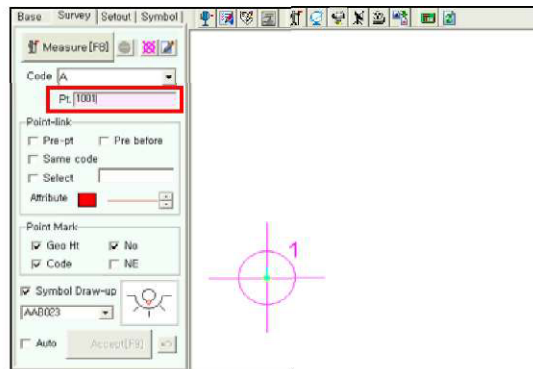 Base Survey Setout Symbol
Measure [F8]
Code A
Pt. 1001
Point-link
Pre-pt Pre before
Same code
Select
Attribute
Point Mark
Geo Ht No
Code NE
Symbol Draw-up
AAB023
Auto Accept[F9]
1